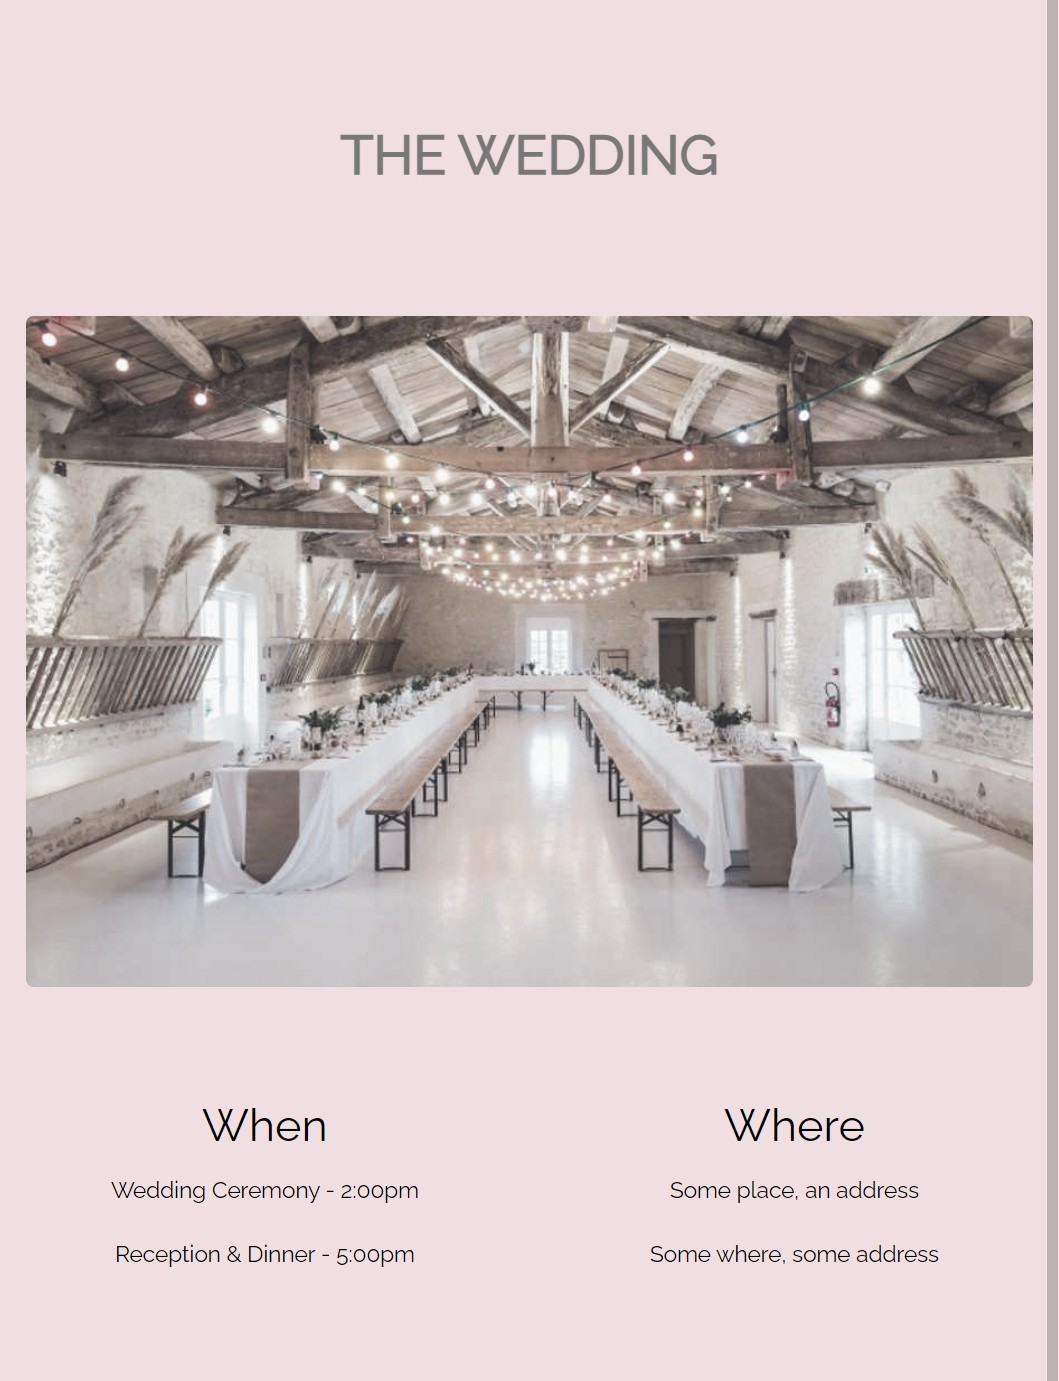 THE WEDDING
When
Wedding Ceremony - 2:00pm
Reception & Dinner - 5:00pm
Where
Some place, an address
Some where, some address